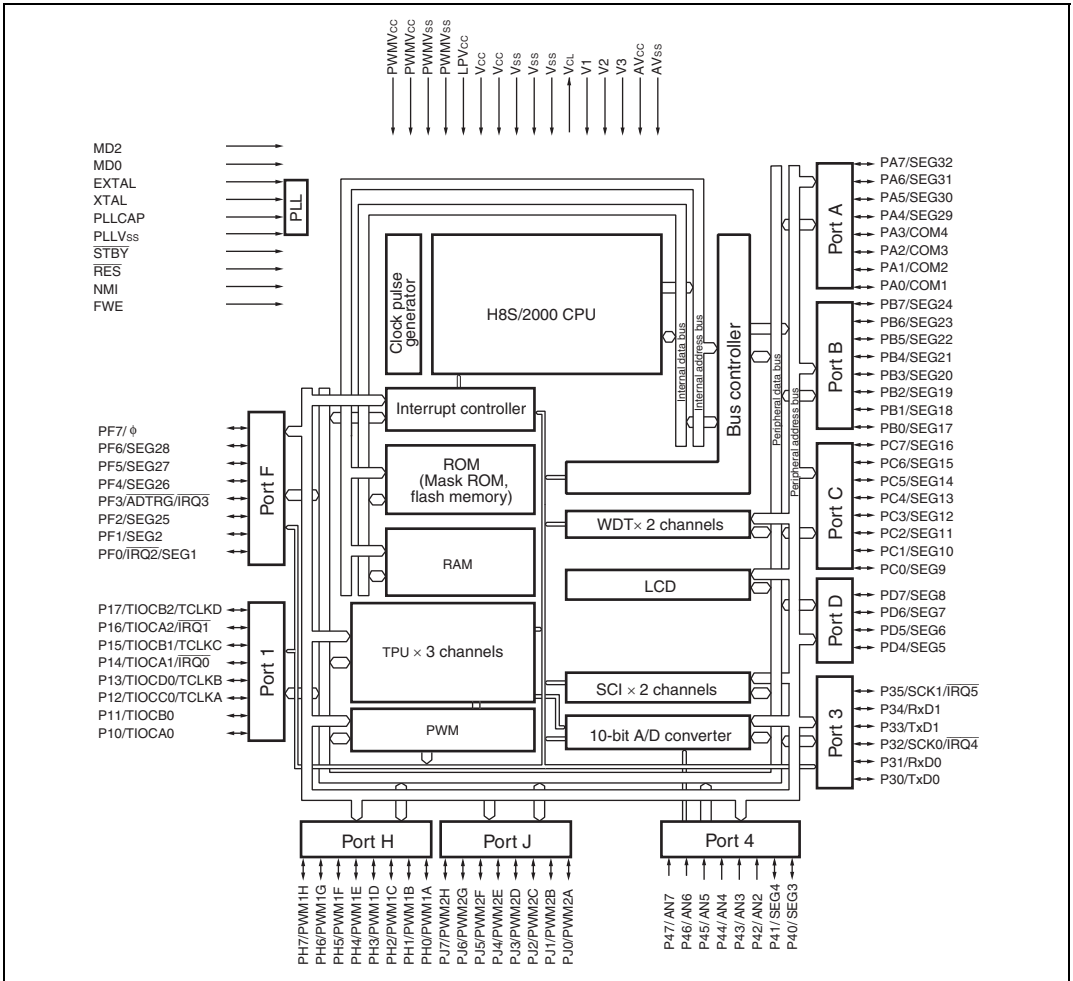 PWMVcc
PWMVcc
PWMVss
PWMVss
LPVcc
Vcc
Vcc
Vss
Vss
Vss
VCL
V1
V2
V3
AVcc
AVss
MD2
MD0
EXTAL
XTAL
PLLCAP
PLLVss
STBY
RES
NMI
FWE
PLL
Clock pulse
generator
H8S/2000 CPU
Internal data bus
Internal address bus
Bus controller
Peripheral data bus
Peripheral address bus
Interrupt controller
ROM
(Mask ROM,
flash memory)
RAM
WDT × 2 channels
LCD
TPU × 3 channels
SCI × 2 channels
PWM
10-bit A/D converter
Port A
PA7/SEG32
PA6/SEG31
PA5/SEG30
PA4/SEG29
PA3/COM4
PA2/COM3
PA1/COM2
PA0/COM1
Port B
PB7/SEG24
PB6/SEG23
PB5/SEG22
PB4/SEG21
PB3/SEG20
PB2/SEG19
PB1/SEG18
PB0/SEG17
Port C
PC7/SEG16
PC6/SEG15
PC5/SEG14
PC4/SEG13
PC3/SEG12
PC2/SEG11
PC1/SEG10
PC0/SEG9
Port D
PD7/SEG8
PD6/SEG7
PD5/SEG6
PD4/SEG5
Port 3
P35/SCK1/IRQ5
P34/RxD1
P33/TxD1
P32/SCK0/IRQ4
P31/RxD0
P30/TxD0
PF7/ φ
PF6/SEG28
PF5/SEG27
PF4/SEG26
PF3/ADTRG/IRQ3
PF2/SEG25
PF1/SEG2
PF0/IRQ2/SEG1
Port F
P17/TIOCB2/TCLKD
P16/TIOCA2/IRQ1
P15/TIOCB1/TCLKC
P14/TIOCA1/IRQ0
P13/TIOCD0/TCLKB
P12/TIOCC0/TCLKA
P11/TIOCB0
P10/TIOCA0
Port 1
Port H
PH7/PWM1H
PH6/PWM1G
PH5/PWM1F
PH4/PWM1E
PH3/PWM1D
PH2/PWM1C
PH1/PWM1B
PH0/PWM1A
Port J
PJ7/PWM2H
PJ6/PWM2G
PJ5/PWM2F
PJ4/PWM2E
PJ3/PWM2D
PJ2/PWM2C
PJ1/PWM2B
PJ0/PWM2A
Port 4
P47/ AN7
P46/ AN6
P45/ AN5
P44/ AN4
P43/ AN3
P42/ AN2
P41/ SEG4
P40/ SEG3